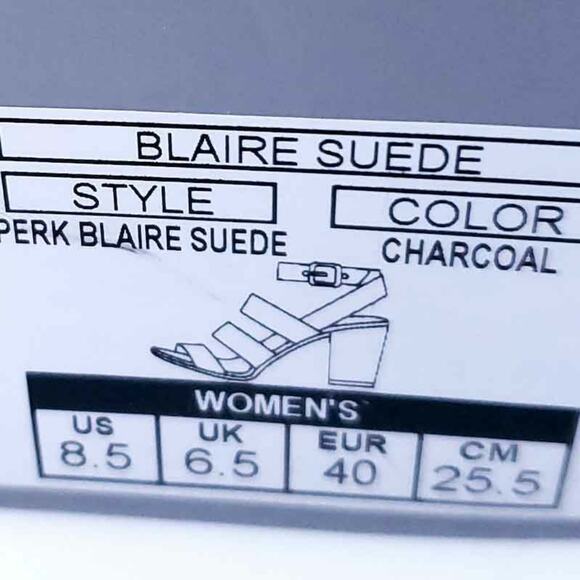 BLAIRE SUEDE
STYLE COLOR
PERK BLAIRE SUEDE CHARCOAL
WOMEN'S
US UK EUR CM
8.5 6.5 40 25.5